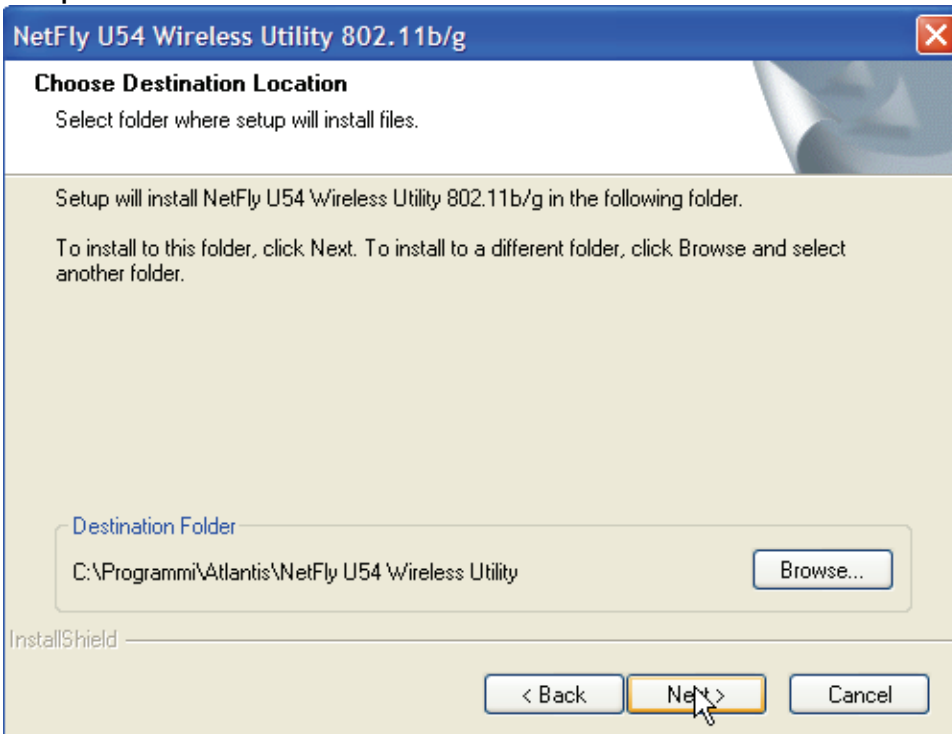 NetFly U54 Wireless Utility 802.11b/g
Choose Destination Location
Select folder where setup will install files.
Setup will install NetFly U54 Wireless Utility 802.11b/g in the following folder.
To install to this folder, click Next. To install to a different folder, click Browse and select
another folder.
Destination Folder
C:\Programmi\Atlantis\NetFly U54 Wireless Utility
Browse...
InstallShield
< Back
Next >
Cancel